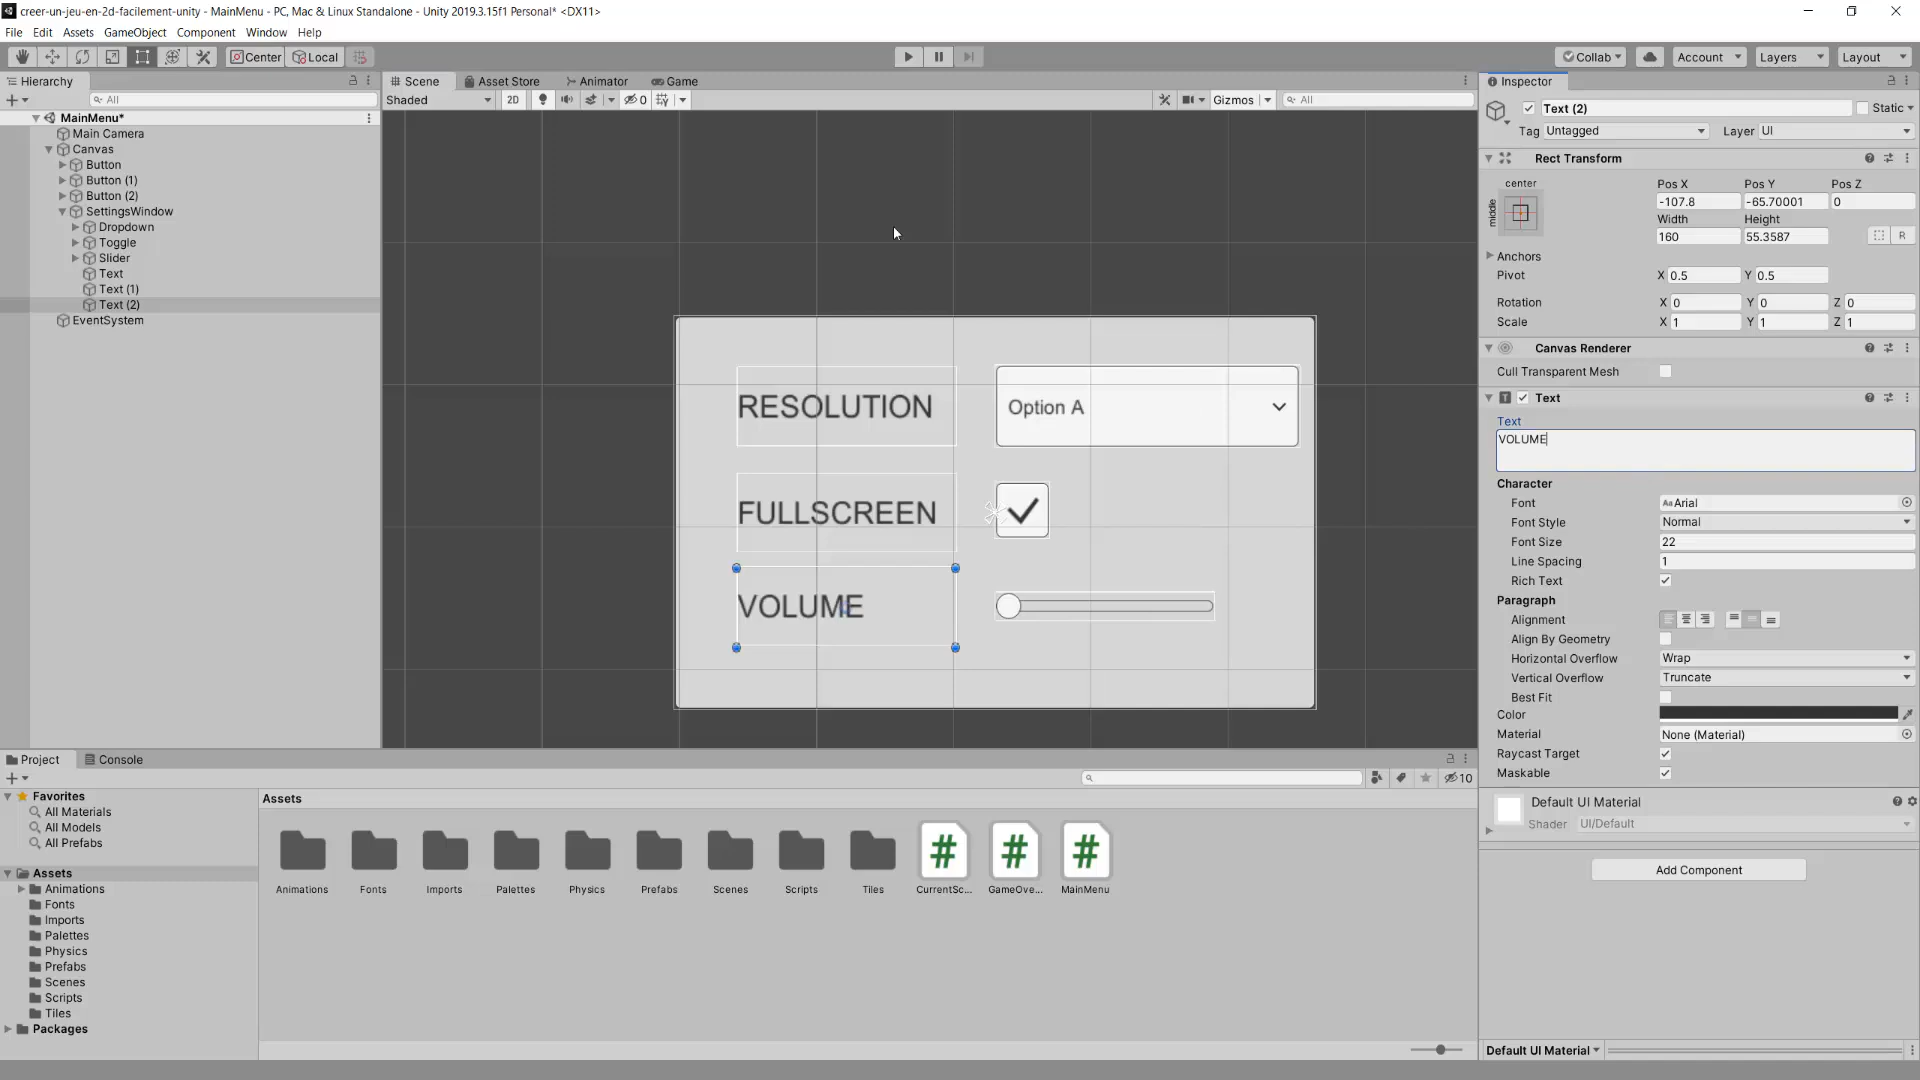 creer-un-jeu-en-2d-facilement-unity - MainMenu - PC, Mac & Linux Standalone - Unity 2019.3.15f1 Personal* <DX11>
File Edit Assets GameObject Component Window Help
Center Local Collab Account Layers Layout
Hierarchy
All
MainMenu*
Main Camera
Canvas
Button
Button (1)
Button (2)
SettingsWindow
Dropdown
Toggle
Slider
Text
Text (1)
Text (2)
EventSystem
Scene Asset Store Animator Game
Shaded 2D 0 Gizmos All
RESOLUTION Option A
FULLSCREEN
VOLUME
Inspector
Text (2) Static
Tag Untagged Layer UI
Rect Transform
center
middle
Pos X Pos Y Pos Z
-107.8 -65.70001 0
Width Height
160 55.3587 R
Anchors
Pivot X 0.5 Y 0.5
Rotation X 0 Y 0 Z 0
Scale X 1 Y 1 Z 1
Canvas Renderer
Cull Transparent Mesh
Text
Text
VOLUME
Character
Font Arial
Font Style Normal
Font Size 22
Line Spacing 1
Rich Text
Paragraph
Alignment
Align By Geometry
Horizontal Overflow Wrap
Vertical Overflow Truncate
Best Fit
Color
Material None (Material)
Raycast Target
Maskable
Default UI Material
Shader UI/Default
Add Component
Default UI Material
Project Console
10
Favorites
All Materials
All Models
All Prefabs
Assets
Animations
Fonts
Imports
Palettes
Physics
Prefabs
Scenes
Scripts
Tiles
Packages
Assets
Animations Fonts Imports Palettes Physics Prefabs Scenes Scripts Tiles CurrentSc... GameOve... MainMenu